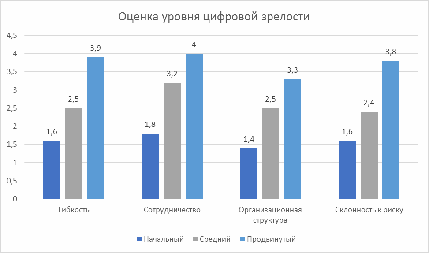 Оценка уровня цифровой зрелости
4,5
4
3,5
3
2,5
2
1,5
1
0,5
0
1,6
2,5
3,9
1,8
3,2
4
1,4
2,5
3,3
1,6
2,4
3,8
Гибкость
Сотрудничество
Организационная
структура
Склонность к риску
Начальный
Средний
Продвинутый